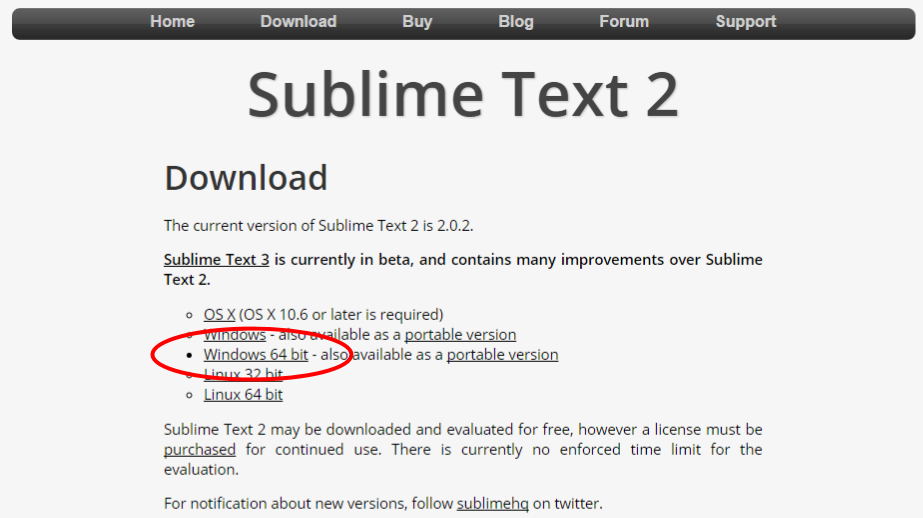 Home Download Buy Blog Forum Support
Sublime Text 2
Download
The current version of Sublime Text 2 is 2.0.2.
Sublime Text 3 is currently in beta, and contains many improvements over Sublime
Text 2.
OS X (OS X 10.6 or later is required)
Windows - also available as a portable version
Windows 64 bit - also available as a portable version
Linux 32 bit
Linux 64 bit
Sublime Text 2 may be downloaded and evaluated for free, however a license must be
purchased for continued use. There is currently no enforced time limit for the
evaluation.
For notification about new versions, follow sublimehq on twitter.